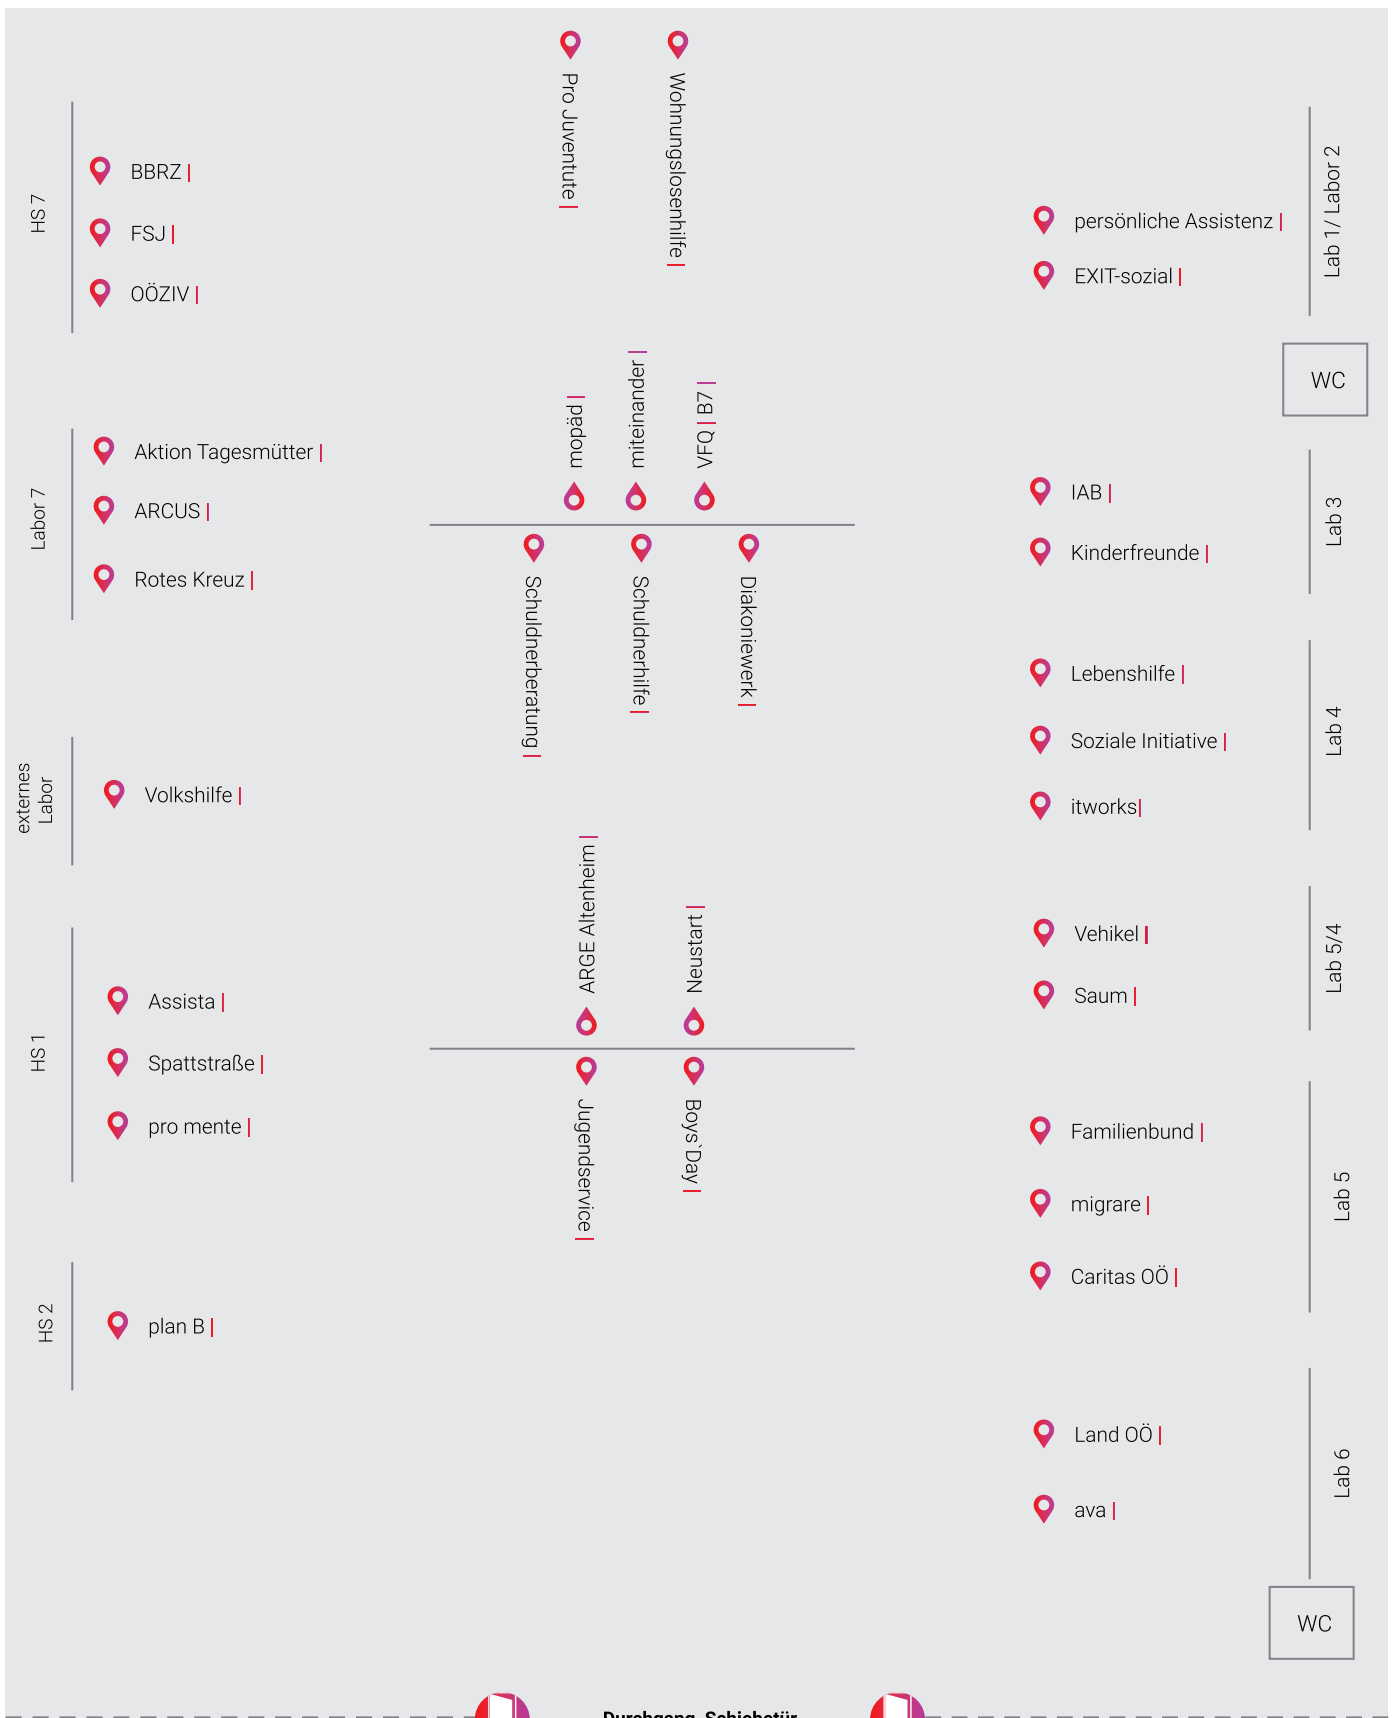 HS 7
BBRZ |
FSJ |
OÖZIV |
Labor 7
Aktion Tagesmütter |
ARCUS |
Rotes Kreuz |
externes
Labor
Volkshilfe |
HS 1
Assista |
Spattstraße |
pro mente |
HS 2
plan B |
Pro Juventute |
Wohnungslosenhilfe |
mopäd |
miteinander |
VFQ | B7 |
Schuldnerberatung |
Schuldnerhilfe |
Diakoniewerk |
ARGE Altenheim |
Neustart |
Jugendservice |
Boys`Day |
Lab 1/ Labor 2
persönliche Assistenz |
EXIT-sozial |
WC
Lab 3
IAB |
Kinderfreunde |
Lab 4
Lebenshilfe |
Soziale Initiative |
itworks|
Lab 5/4
Vehikel |
Saum |
Lab 5
Familienbund |
migrare |
Caritas OÖ |
Lab 6
Land OÖ |
ava |
WC
Durchgang, Schiebetür